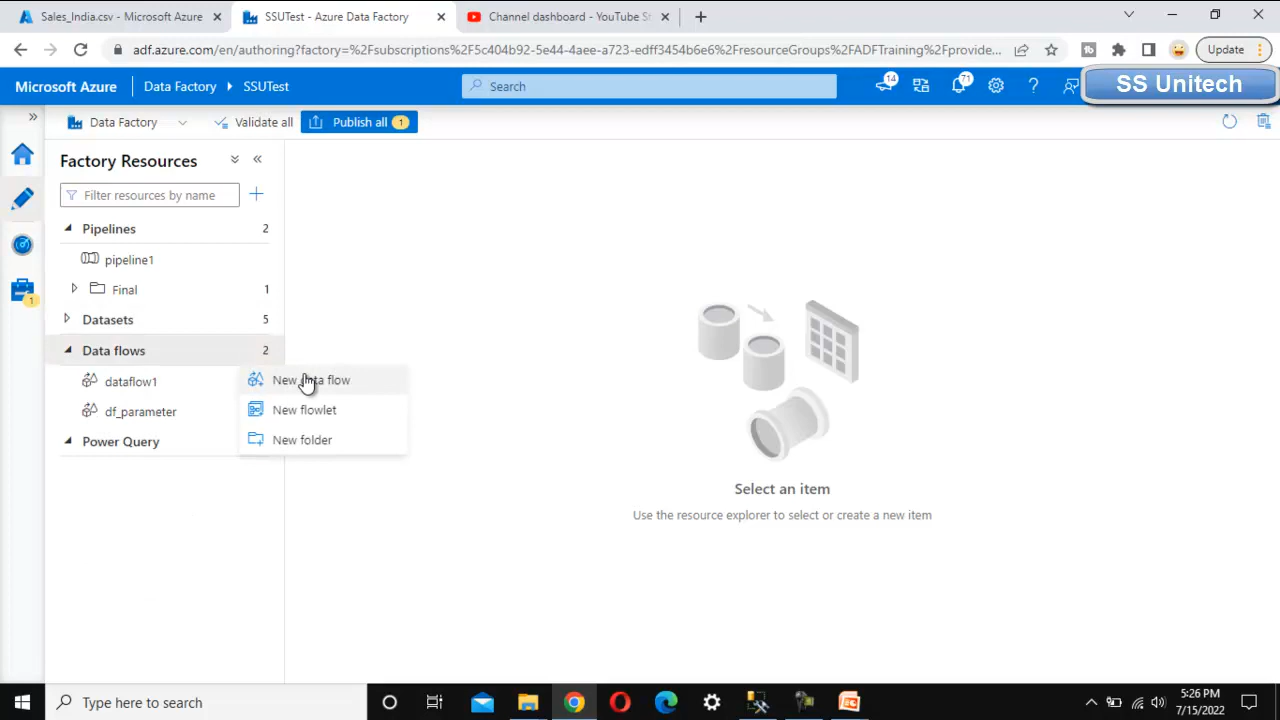 Sales_India.csv - Microsoft Azure
SSUTest - Azure Data Factory
Channel dashboard - YouTube St
adf.azure.com/en/authoring?factory=%2Fsubscriptions%2F5c404b92-5e44-4aee-a723-edff3454b6e6%2FresourceGroups%2FADFTraining%2Fprovide...
Update
Microsoft Azure
Data Factory
SSUTest
Search
14
71
SS Unitech
Data Factory
Validate all
Publish all
1
Factory Resources
Filter resources by name
Pipelines
2
pipeline1
1
Final
1
Datasets
5
Data flows
2
dataflow1
New data flow
df_parameter
New flowlet
Power Query
New folder
Select an item
Use the resource explorer to select or create a new item
Type here to search
5:26 PM
7/15/2022